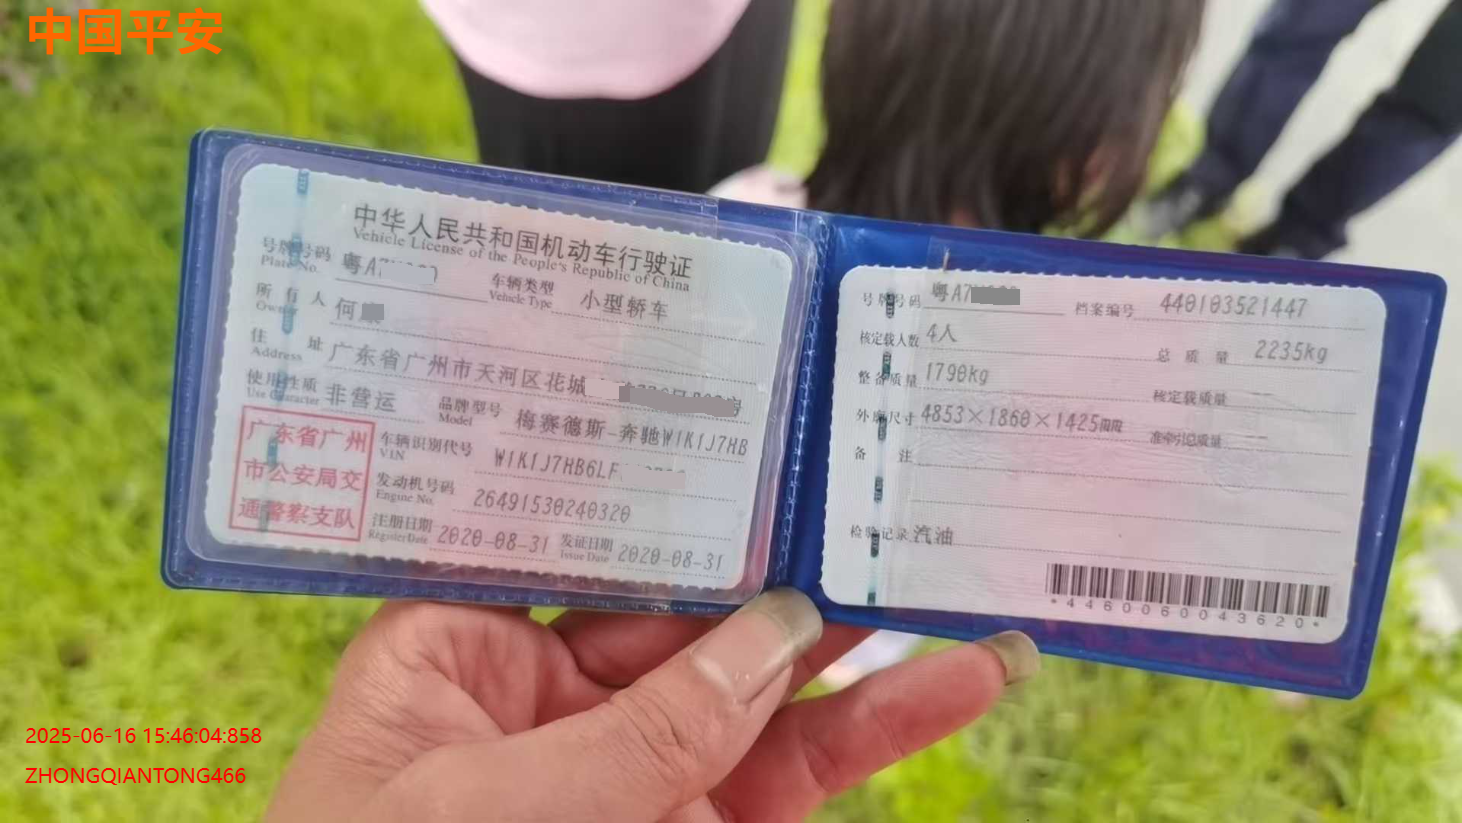 中国平安
中华人民共和国机动车行驶证
Vehicle License of the People's Republic of China
号牌号码 粤A7 车辆类型 小型轿车
Plate No. Vehicle Type
所有人 何
Owner
住址 广东省广州市天河区花城
Address
使用性质 非营运 品牌型号 梅赛德斯-奔驰W1K1J7HB
Use Character Model
车辆识别代号 W1K1J7HB6LF
VIN
发动机号码 26491530240320
Engine No.
注册日期 2020-08-31 发证日期 2020-08-31
Register Date Issue Date
广东省广州
市公安局交
通警察支队
号牌号码 粤A7 档案编号 440103521447
核定载人数 4人 总质量 2235kg
整备质量 1790kg 核定载质量 --
外廓尺寸 4853×1860×1425mm 准牵引总质量 --
备注
检验记录 汽油
*4460060043620*
2025-06-16 15:46:04:858
ZHONGQIANTONG466